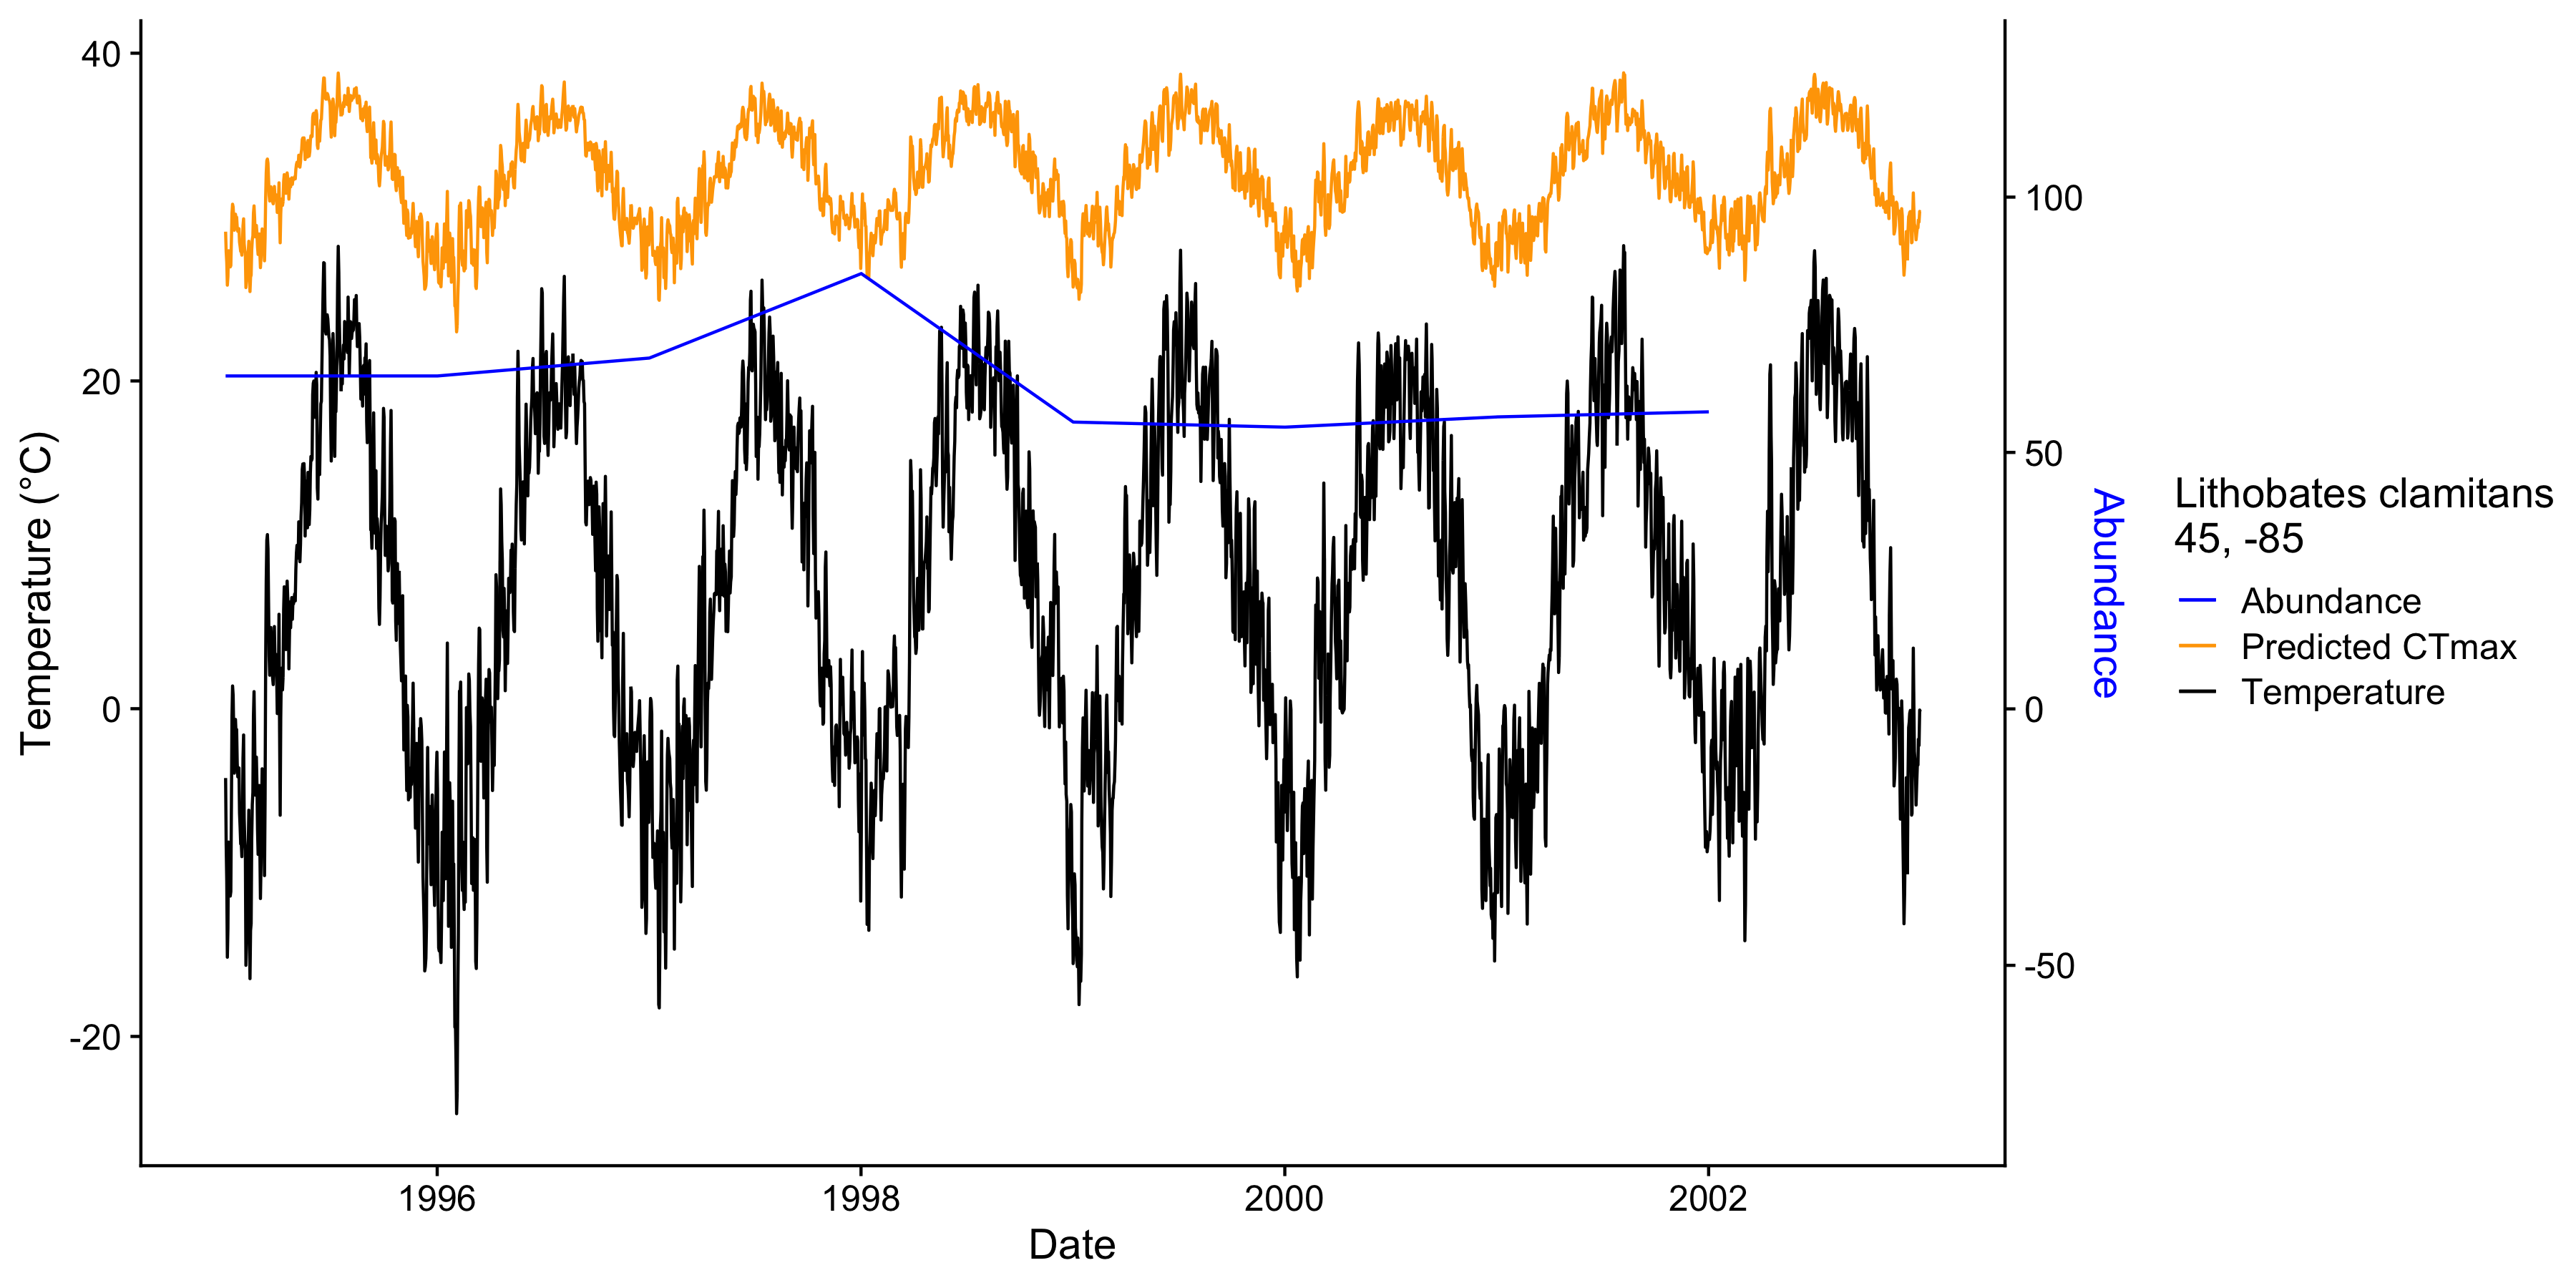 40
20
0
-20
Temperature (°C)
1996
1998
2000
2002
Date
100
50
0
-50
Abundance
Lithobates clamitans
45, -85
Abundance
Predicted CTmax
Temperature